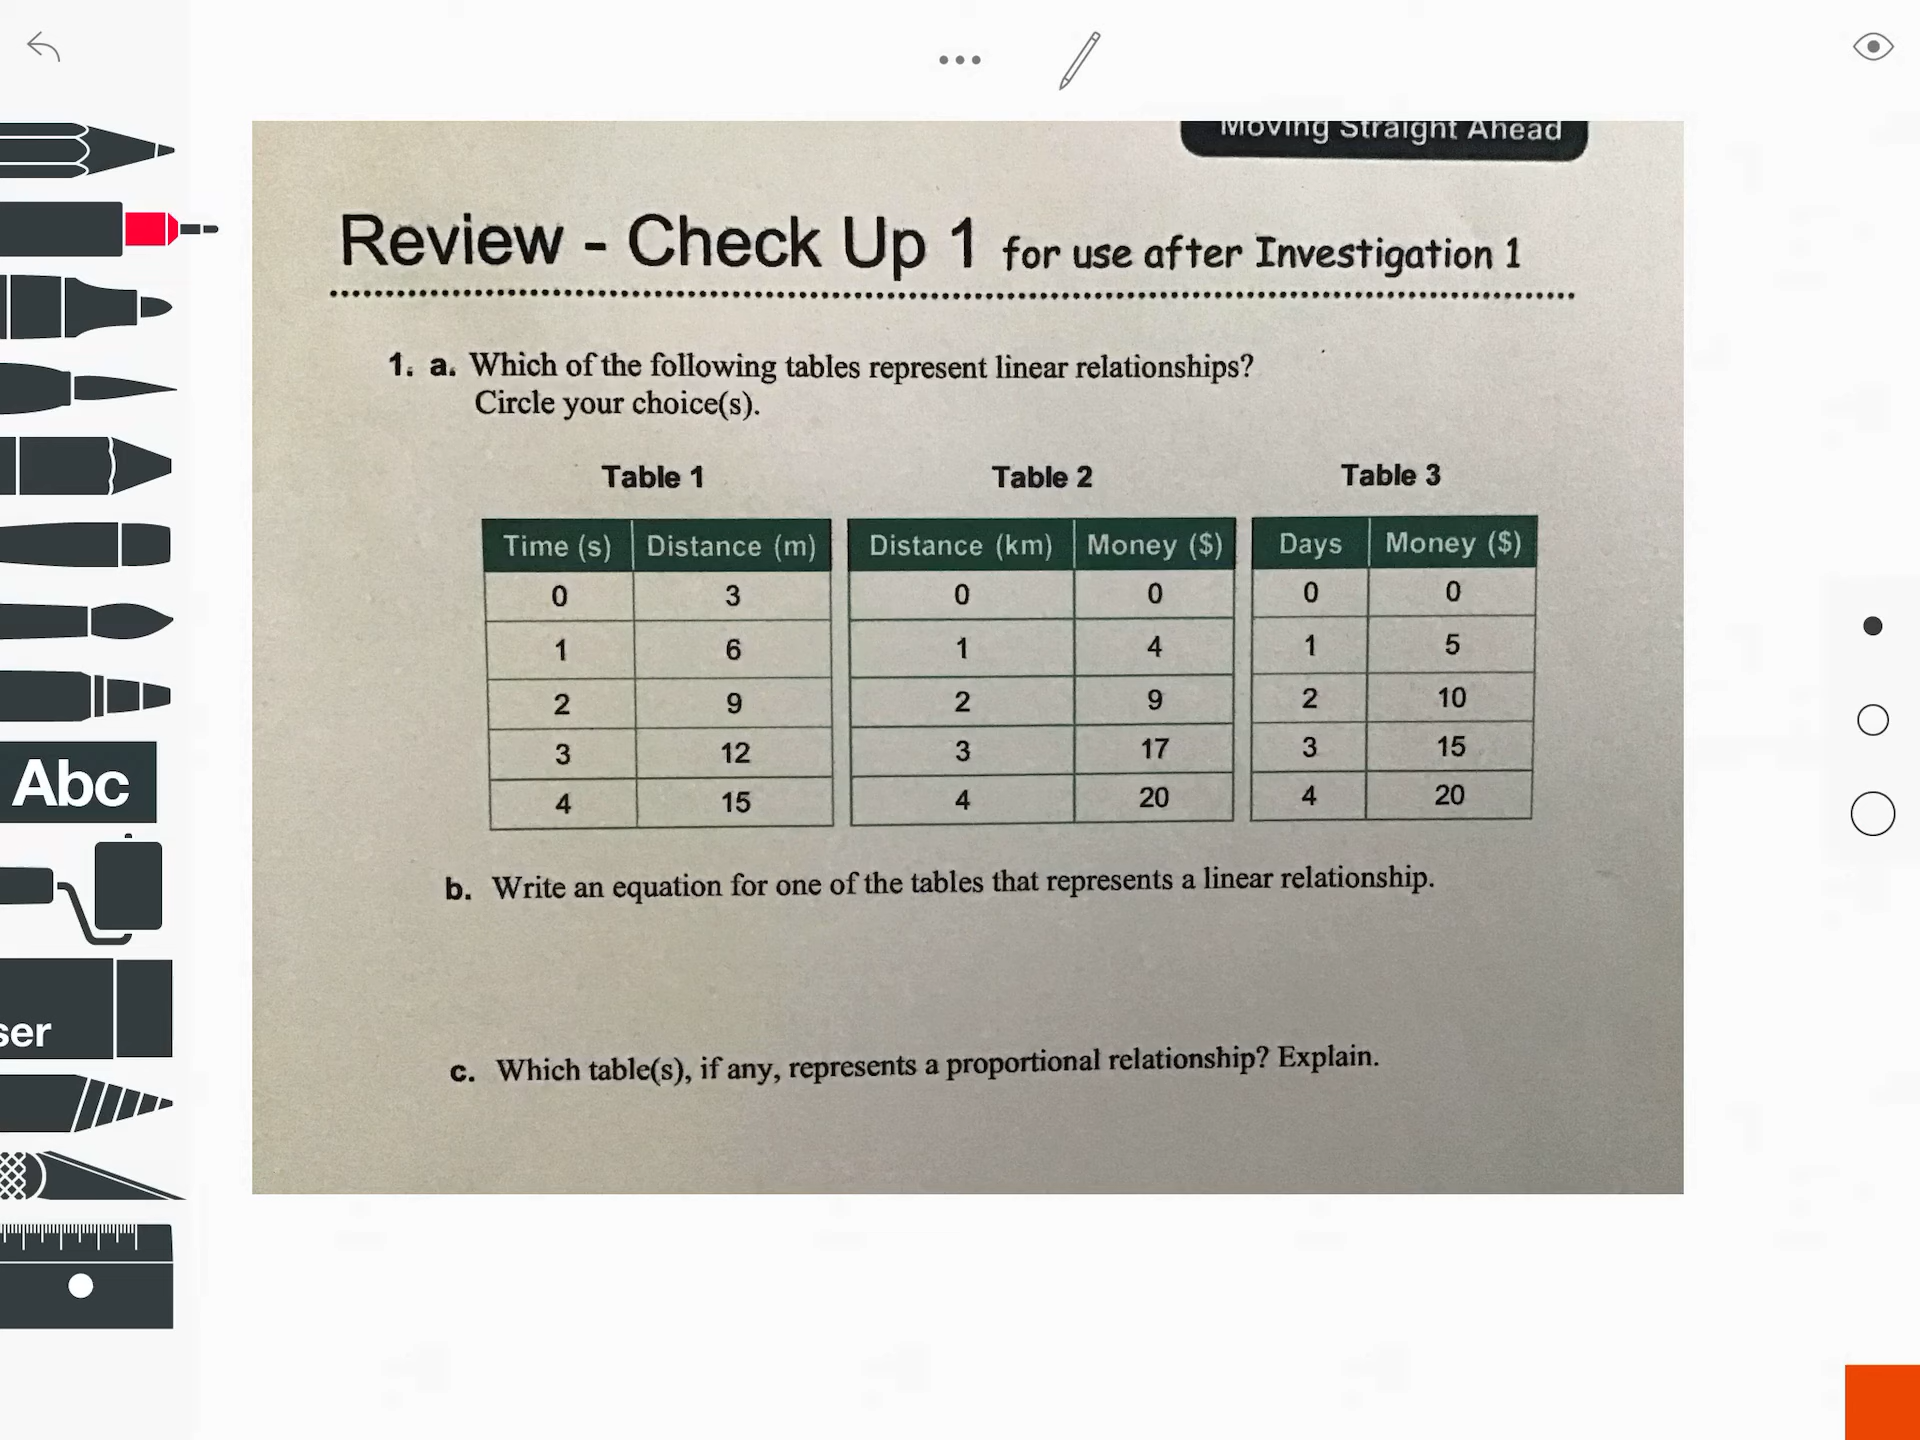 Moving Straight Ahead
Review - Check Up 1 for use after Investigation 1
1. a. Which of the following tables represent linear relationships?
Circle your choice(s).
Table 1 Table 2 Table 3
Time (s) Distance (m) Distance (km) Money ($) Days Money ($)
0 3 0 0 0 0
1 6 1 4 1 5
2 9 2 9 2 10
3 12 3 17 3 15
4 15 4 20 4 20
Abc
b. Write an equation for one of the tables that represents a linear relationship.
ser
c. Which table(s), if any, represents a proportional relationship? Explain.